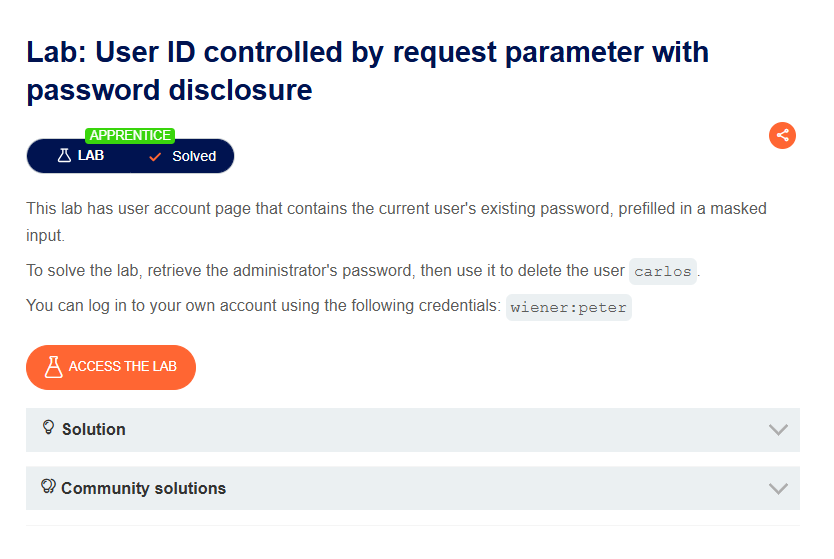 Lab: User ID controlled by request parameter with
password disclosure
APPRENTICE
LAB Solved
This lab has user account page that contains the current user's existing password, prefilled in a masked
input.
To solve the lab, retrieve the administrator's password, then use it to delete the user carlos.
You can log in to your own account using the following credentials: wiener:peter
ACCESS THE LAB
Solution
Community solutions